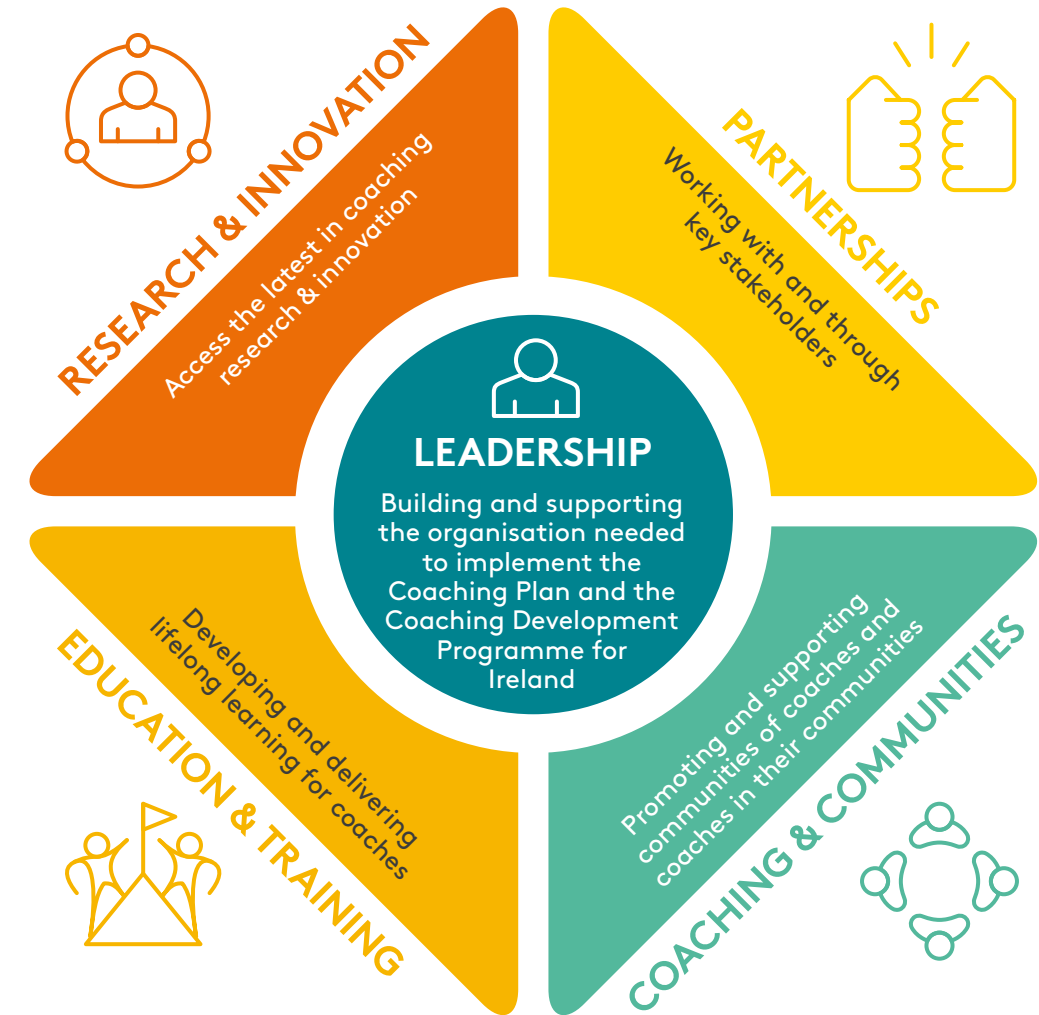 RESEARCH & INNOVATION
Access the latest in coaching
research & innovation
PARTNERSHIPS
Working with and through
key stakeholders
LEADERSHIP
Building and supporting
the organisation needed
to implement the
Coaching Plan and the
Coaching Development
Programme for
Ireland
EDUCATION & TRAINING
Developing and delivering
lifelong learning for coaches
COACHING & COMMUNITIES
Promoting and supporting
communities of coaches and
coaches in their communities